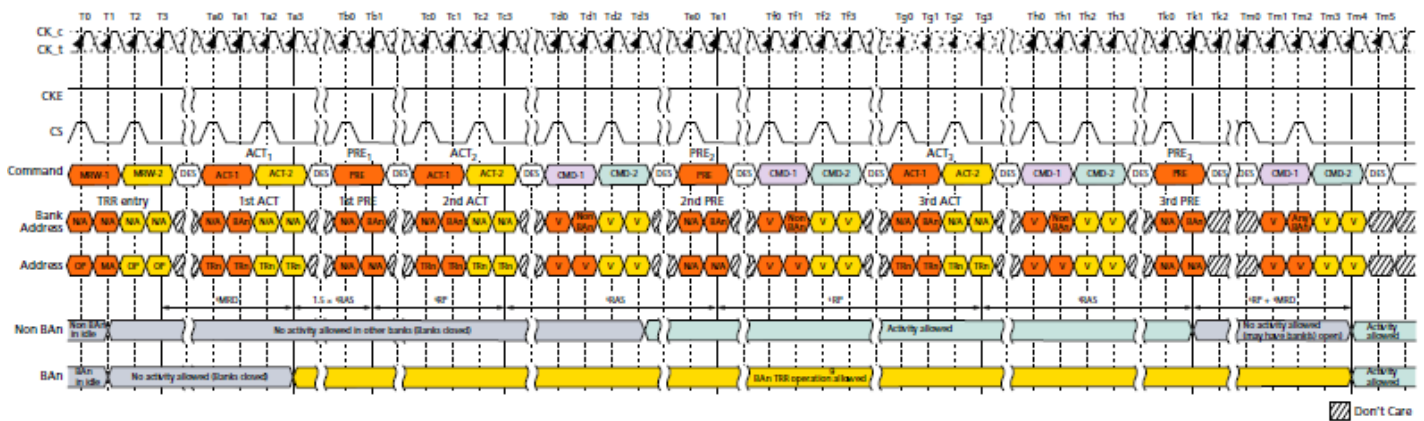 T0 T1 T2 T3 Ta0 Ta1 Ta2 Ta3 Tb0 Tb1 Tc0 Tc1 Tc2 Tc3 Td0 Td1 Td2 Td3 Te0 Te1 Tf0 Tf1 Tf2 Tf3 Tg0 Tg1 Tg2 Tg3 Th0 Th1 Th2 Th3 Tk0 Tk1 Tk2 Tm0 Tm1 Tm2 Tm3 Tm4 Tm5
CK_c
CK_t
CKE
CS
ACT1 PRE1 ACT2 PRE2 ACT3 PRE3
Command MRW-1 MRW-2 DES ACT-1 ACT-2 DES PRE DES ACT-1 ACT-2 DES CMD-1 CMD-2 DES PRE DES CMD-1 CMD-2 DES ACT-1 ACT-2 DES CMD-1 CMD-2 DES PRE DES DES CMD-1 CMD-2 DES
TRR entry 1st ACT 1st PRE 2nd ACT 2nd PRE 3rd ACT 3rd PRE
Bank Address N/A N/A N/A N/A N/A BAn N/A N/A N/A BAn N/A BAn N/A N/A V Non BAn V V N/A BAn V Non BAn V V N/A BAn N/A N/A V Non BAn V V N/A BAn V Any BAn V V
Address OP MA OP OP TRn TRn TRn TRn N/A N/A TRn TRn TRn TRn V V V V N/A N/A V V V V TRn TRn TRn TRn V V V V N/A N/A V V V V
tMRD 1.5 × tRAS tRP tRAS tRP tRAS tRP + tMRD
Non BAn Non BAn in idle No activity allowed in other banks (Banks closed) Activity allowed No activity allowed (may have bank(s) open) Activity allowed
BAn BAn in idle No activity allowed (Banks closed) BAn TRR operation allowed Activity allowed
Don't Care